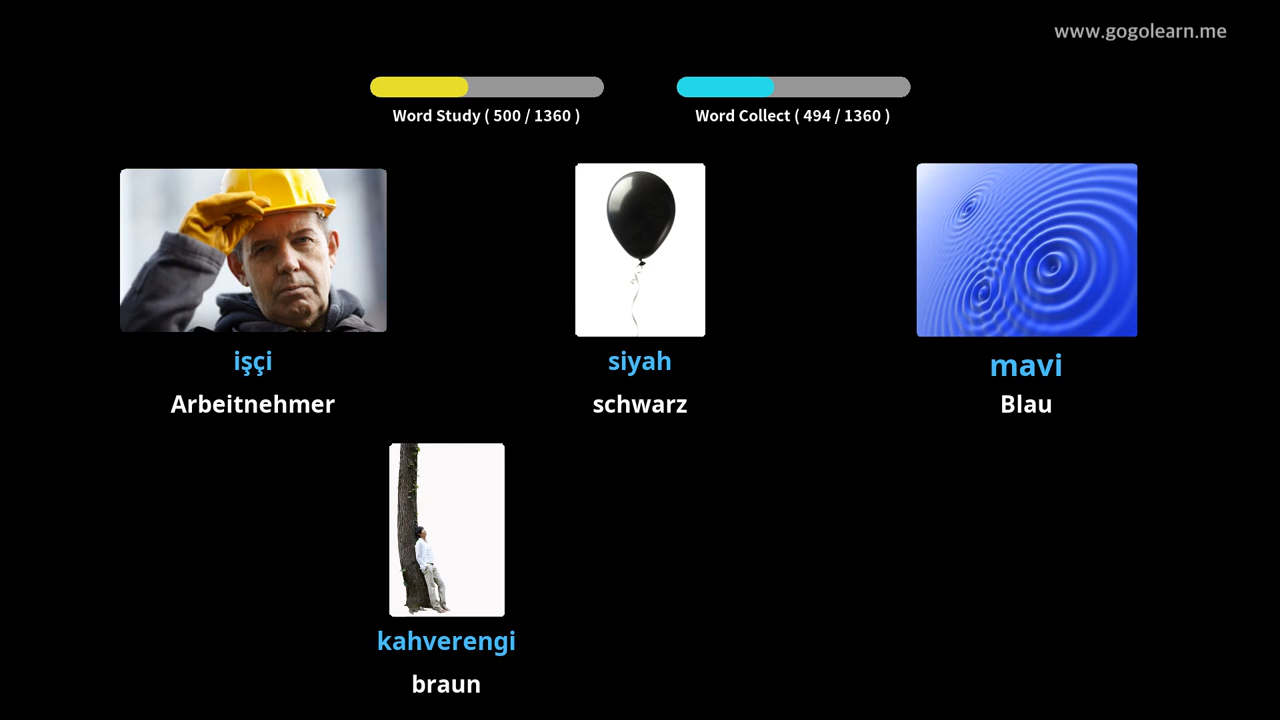 www.gogolearn.me
Word Study ( 500 / 1360 )
Word Collect ( 494 / 1360 )
işçi
Arbeitnehmer
siyah
schwarz
mavi
Blau
kahverengi
braun